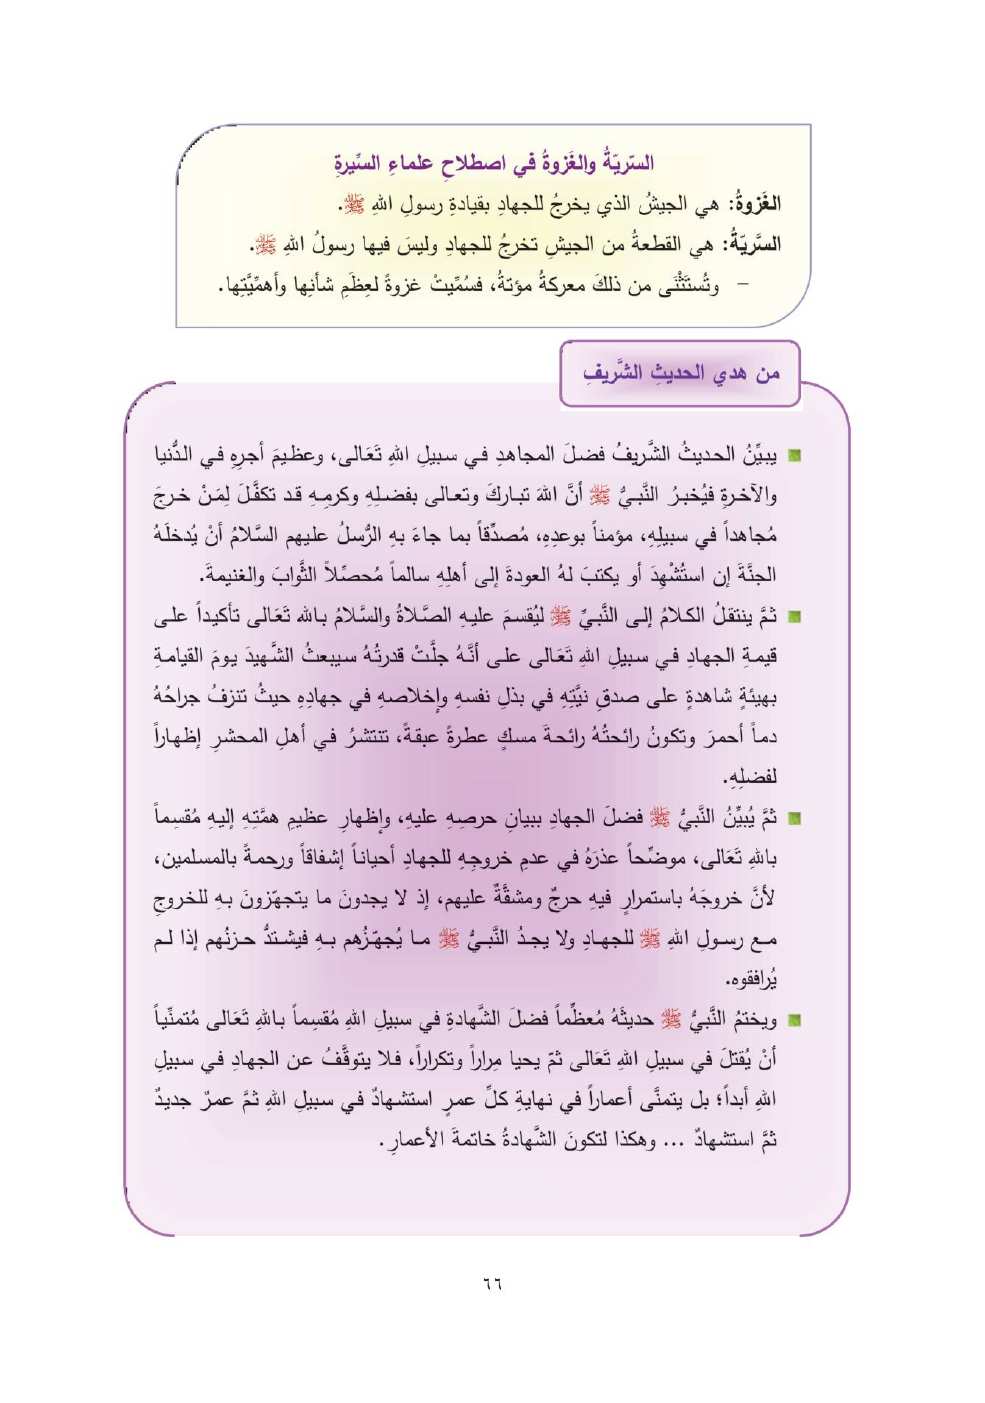 السّريّةُ والغَزوةُ في اصطلاحِ علماءِ السِّيرةِ
الغَزوةُ: هي الجيشُ الذي يخرجُ للجهادِ بقيادةِ رسولِ اللهِ ﷺ.
السَّريّةُ: هي القطعةُ من الجيشِ تخرجُ للجهادِ وليسَ فيها رسولُ اللهِ ﷺ.
– وتُستَثْنَى من ذلكَ معركةُ مؤتةُ، فسُمِّيتْ غزوةً لعِظَمِ شأنِها وأهمِّيَّتِها.
من هدي الحديثِ الشَّريفِ
يبيِّنُ الحديثُ الشَّريفُ فضلَ المجاهدِ في سبيلِ اللهِ تَعَالى، وعظيمَ أجرِهِ في الدُّنيا
والآخرةِ فيُخبرُ النَّبيُّ ﷺ أنَّ اللهَ تباركَ وتعالى بفضلِهِ وكرمِهِ قد تكفَّلَ لِمَنْ خرجَ
مُجاهداً في سبيلِهِ، مؤمناً بوعدِهِ، مُصدِّقاً بما جاءَ بهِ الرُّسلُ عليهم السَّلامُ أنْ يُدخلَهُ
الجنَّةَ إن استُشْهِدَ أو يكتبَ لهُ العودةَ إلى أهلِهِ سالماً مُحصِّلاً الثَّوابَ والغنيمةَ.
ثمَّ ينتقلُ الكلامُ إلى النَّبيِّ ﷺ ليُقسمَ عليهِ الصَّلاةُ والسَّلامُ بالله تَعَالى تأكيداً على
قيمةِ الجهادِ في سبيلِ اللهِ تَعَالى على أنَّهُ جلَّتْ قدرتُهُ سيبعثُ الشَّهيدَ يومَ القيامةِ
بهيئةٍ شاهدةٍ على صدقِ نيَّتِهِ في بذلِ نفسهِ وإخلاصهِ في جهادِهِ حيثُ تنزفُ جراحُهُ
دماً أحمرَ وتكونُ رائحتُهُ رائحةَ مسكٍ عطرةً عبقةً، تنتشرُ في أهلِ المحشرِ إظهاراً
لفضلِهِ.
ثمَّ يُبيِّنُ النَّبيُّ ﷺ فضلَ الجهادِ ببيانِ حرصِهِ عليهِ، وإظهارِ عظيمِ همَّتِهِ إليهِ مُقسِماً
باللهِ تَعَالى، موضِّحاً عذرَهُ في عدمِ خروجِهِ للجهادِ أحياناً إشفاقاً ورحمةً بالمسلمين،
لأنَّ خروجَهُ باستمرارٍ فيهِ حرجٌ ومشقَّةٌ عليهم، إذ لا يجدونَ ما يتجهّزونَ بهِ للخروجِ
مع رسولِ اللهِ ﷺ للجهادِ ولا يجدُ النَّبيُّ ﷺ ما يُجهّزُهم بهِ فيشتدُّ حزنُهم إذا لم
يُرافقوه.
ويختمُ النَّبيُّ ﷺ حديثَهُ مُعظِّماً فضلَ الشَّهادةِ في سبيلِ اللهِ مُقسِماً باللهِ تَعَالى مُتمنِّياً
أنْ يُقتلَ في سبيلِ اللهِ تَعَالى ثمّ يحيا مِراراً وتكراراً، فلا يتوقَّفُ عن الجهادِ في سبيلِ
اللهِ أبداً؛ بل يتمنَّى أعماراً في نهايةِ كلِّ عمرٍ استشهادٌ في سبيلِ اللهِ ثمَّ عمرٌ جديدٌ
ثمَّ استشهادٌ ... وهكذا لتكونَ الشَّهادةُ خاتمةَ الأعمارِ.
٦٦